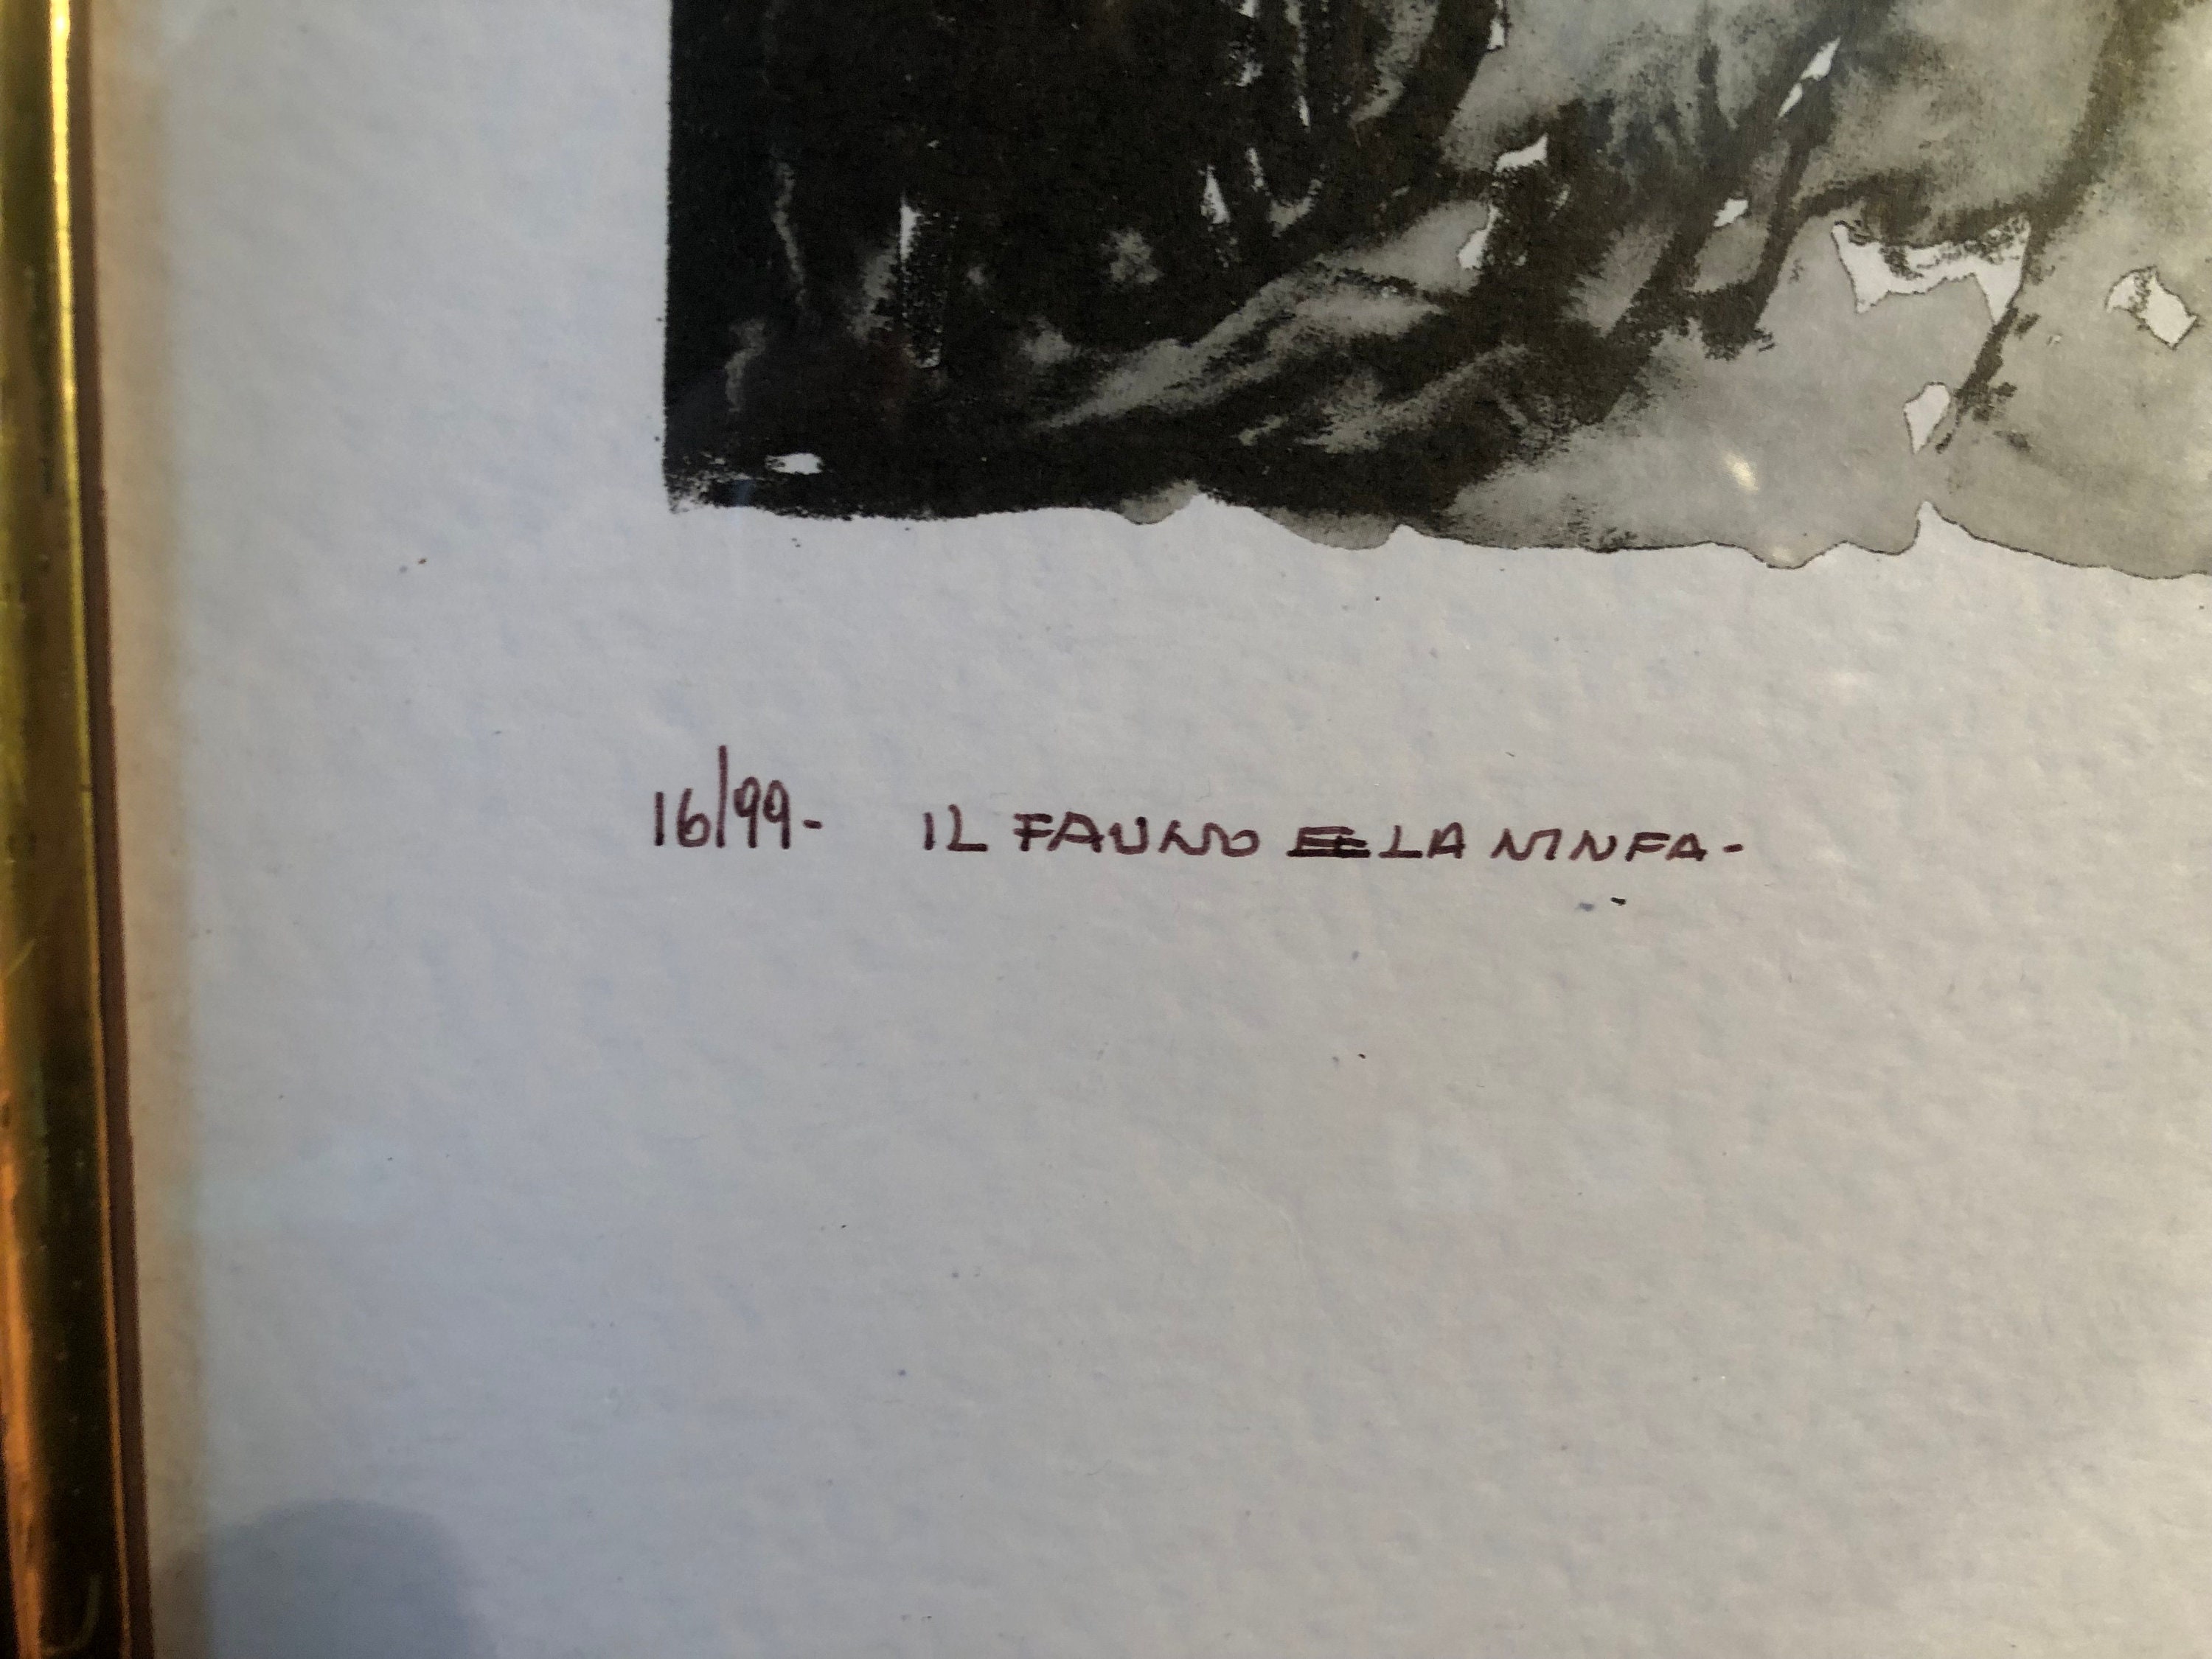 16/99- IL FAUNO E LA NINFA-